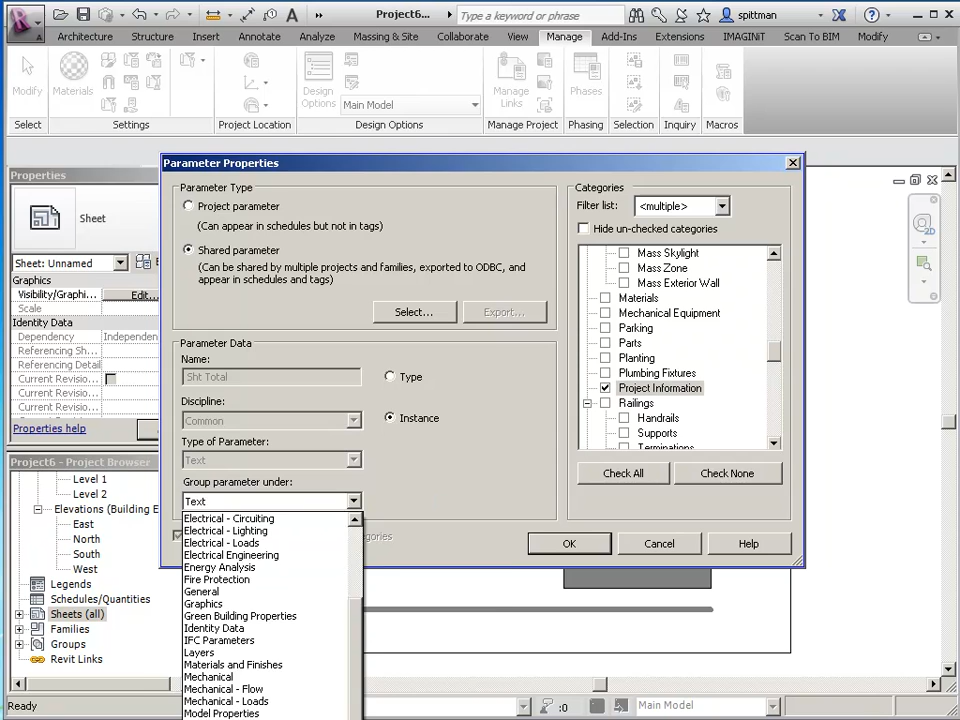 Project6...
Type a keyword or phrase
spittman
Architecture Structure Insert Annotate Analyze Massing & Site Collaborate View Manage Add-Ins Extensions IMAGINiT Scan To BIM Modify
Modify
Materials
Design Options
Main Model
Manage Links
Phases
Select Settings Project Location Design Options Manage Project Phasing Selection Inquiry Macros
Properties
Sheet
Sheet: Unnamed
Graphics
Visibility/Graphi... Edit...
Scale
Identity Data
Dependency Independen
Referencing Sh...
Referencing Detail
Current Revisio...
Current Revisio...
Current Revisio...
Properties help
Project6 - Project Browser
Level 1
Level 2
Elevations (Building E
East
North
South
West
Legends
Schedules/Quantities
Sheets (all)
Families
Groups
Revit Links
Ready
Parameter Properties
Parameter Type
Project parameter
(Can appear in schedules but not in tags)
Shared parameter
(Can be shared by multiple projects and families, exported to ODBC, and
appear in schedules and tags)
Select... Export...
Parameter Data
Name:
Sht Total
Type
Discipline:
Common
Instance
Type of Parameter:
Text
Group parameter under:
Text
Electrical - Circuiting
Electrical - Lighting
Electrical - Loads
Electrical Engineering
Energy Analysis
Fire Protection
General
Graphics
Green Building Properties
Identity Data
IFC Parameters
Layers
Materials and Finishes
Mechanical
Mechanical - Flow
Mechanical - Loads
Model Properties
Categories
Filter list: <multiple>
Hide un-checked categories
Mass Skylight
Mass Zone
Mass Exterior Wall
Materials
Mechanical Equipment
Parking
Parts
Planting
Plumbing Fixtures
Project Information
Railings
Handrails
Supports
Terminations
Check All Check None
OK Cancel Help
:0
Main Model